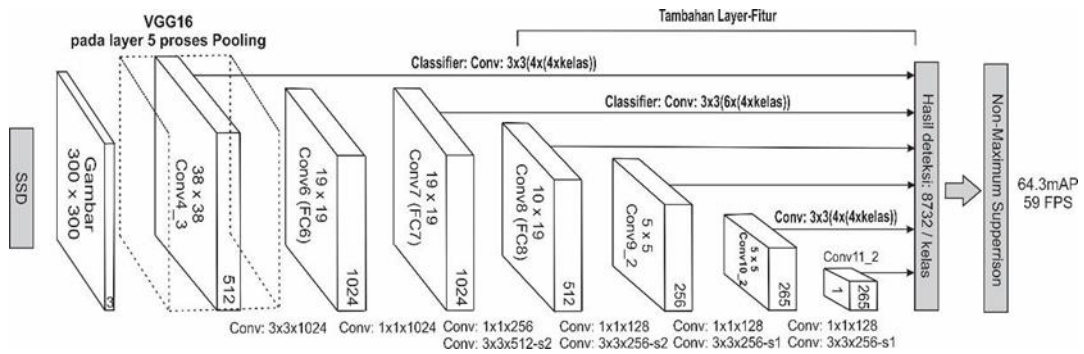 VGG16
pada layer 5 proses Pooling
Tambahan Layer-Fitur
Classifier: Conv: 3x3(4x(4xkelas))
Classifier: Conv: 3x3(6x(4xkelas))
Conv: 3x3(4x(4xkelas))
SSD
Gambar
300 x 300
3
38 x 38
Conv4_3
512
19 x 19
Conv6 (FC6)
1024
19 x 19
Conv7 (FC7)
1024
10 x 19
Conv8 (FC8)
512
5 x 5
Conv9_2
256
5 x 5
Conv10_2
265
Conv11_2
1
265
Hasil deteksi: 8732 / kelas
Non-Maximum Supperrison
64.3mAP
59 FPS
Conv: 3x3x1024
Conv: 1x1x1024
Conv: 1x1x256
Conv: 3x3x512-s2
Conv: 1x1x128
Conv: 3x3x256-s2
Conv: 1x1x128
Conv: 3x3x256-s1
Conv: 1x1x128
Conv: 3x3x256-s1